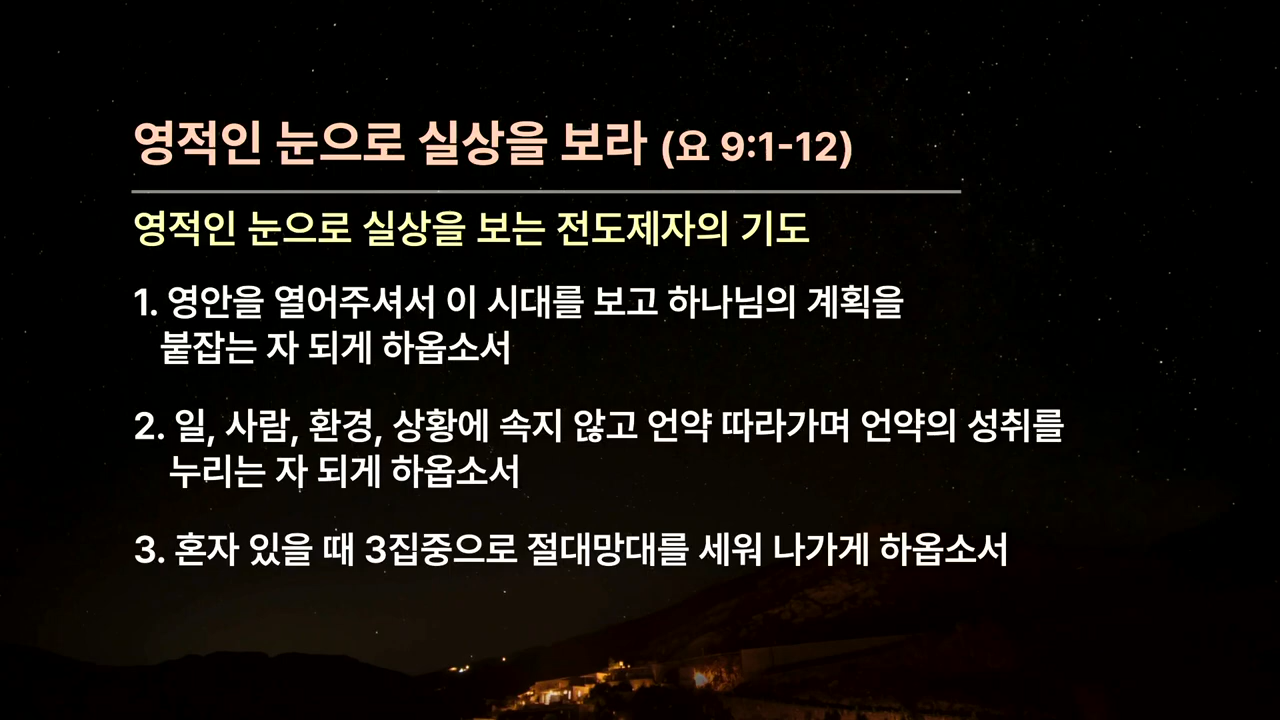 영적인 눈으로 실상을 보라 (요 9:1-12)
영적인 눈으로 실상을 보는 전도제자의 기도
1. 영안을 열어주셔서 이 시대를 보고 하나님의 계획을
붙잡는 자 되게 하옵소서
2. 일, 사람, 환경, 상황에 속지 않고 언약 따라가며 언약의 성취를
누리는 자 되게 하옵소서
3. 혼자 있을 때 3집중으로 절대망대를 세워 나가게 하옵소서